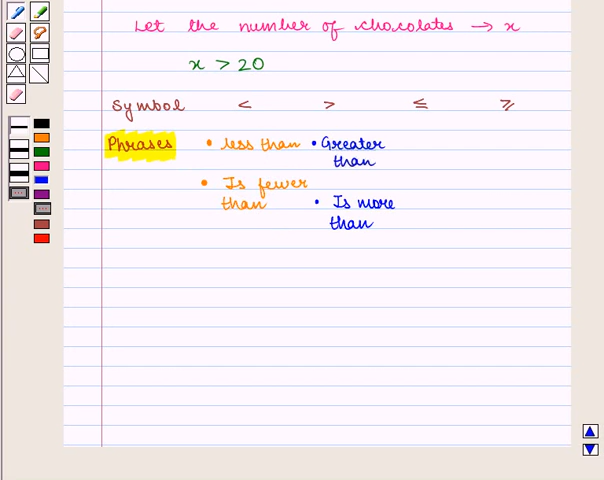 Let the number of chocolates → x
x > 20
Symbol < > ≤ ≥
Phrases • less than • Greater than
• Is fewer than • Is more than